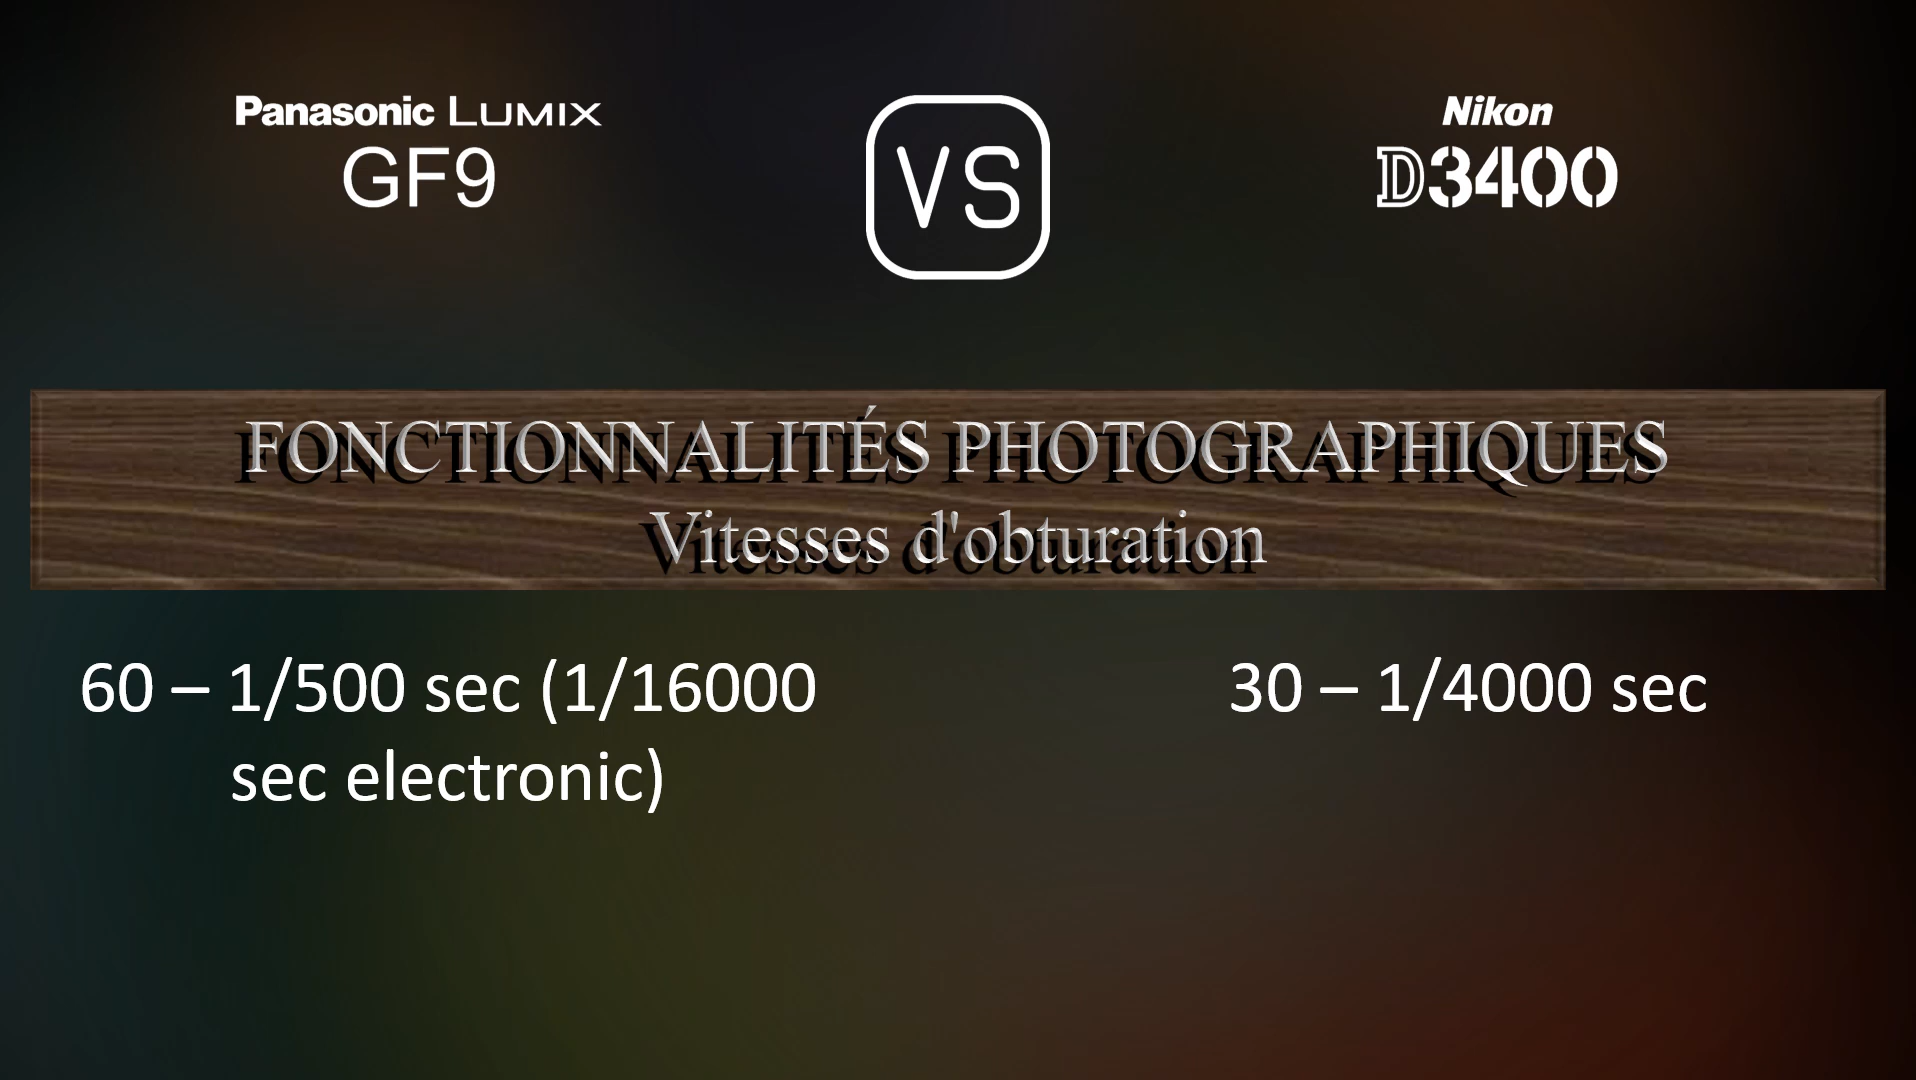 Panasonic LUMIX
GF9
VS
Nikon
D3400
FONCTIONNALITÉS PHOTOGRAPHIQUES
Vitesses d'obturation
60 – 1/500 sec (1/16000
sec electronic)
30 – 1/4000 sec